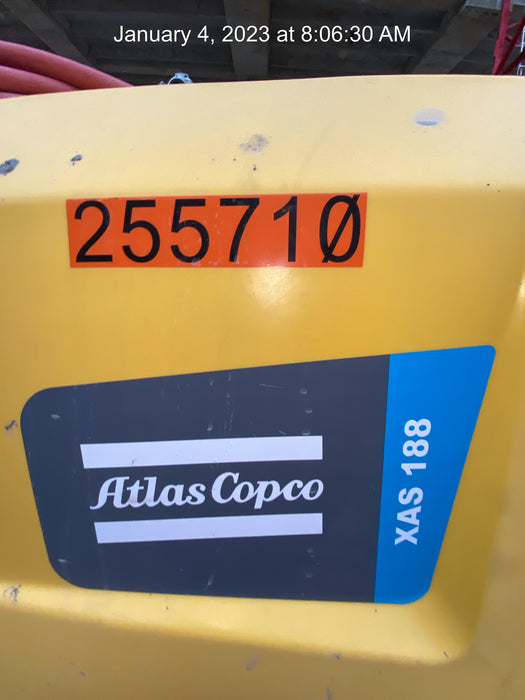 January 4, 2023 at 8:06:30 AM
255710
Atlas Copco
XAS 188